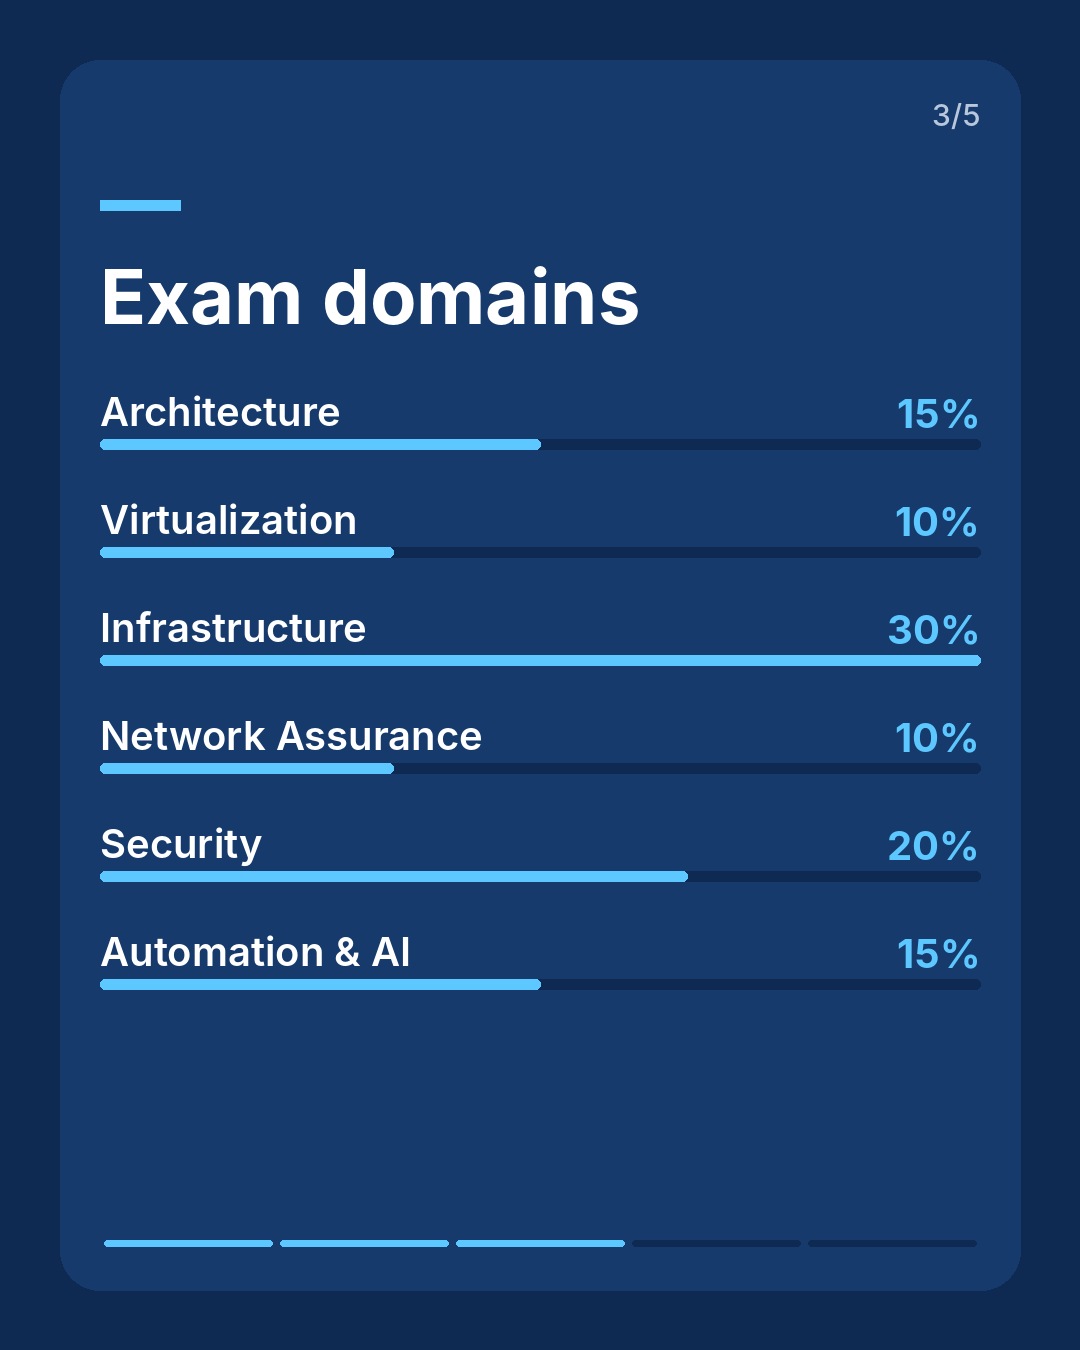 3/5
Exam domains
Architecture 15%
Virtualization 10%
Infrastructure 30%
Network Assurance 10%
Security 20%
Automation & AI 15%